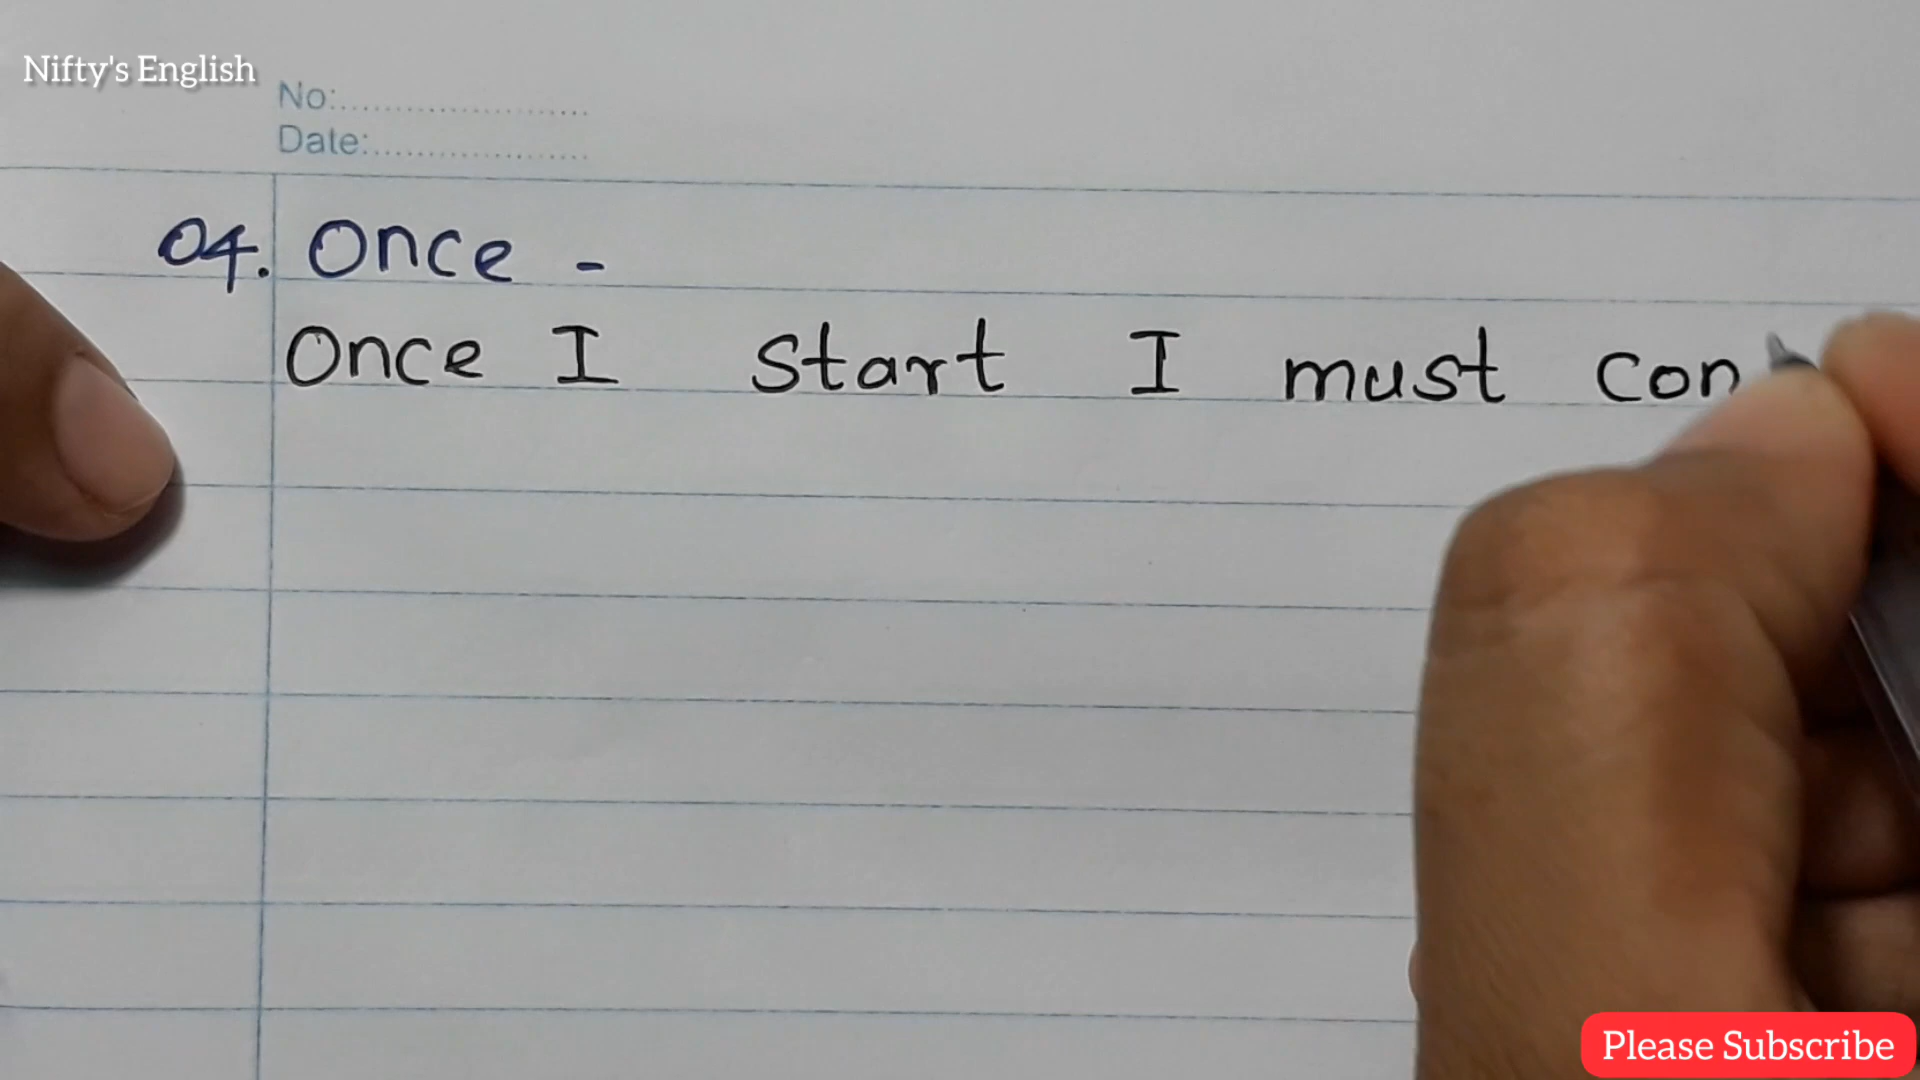 Nifty's English
No:......................
Date:....................
04. Once -
Once I start I must con
Please Subscribe